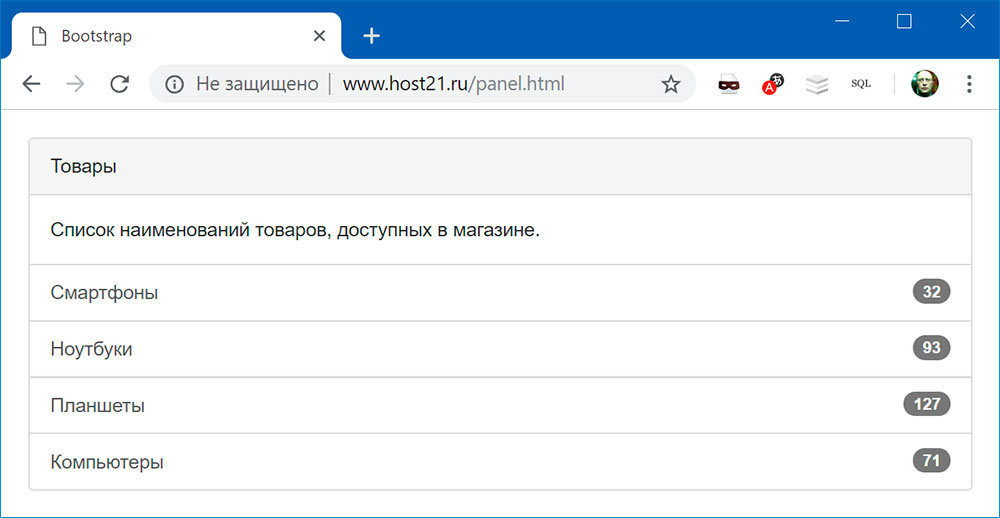 Bootstrap
Не защищено | www.host21.ru/panel.html
SQL
Товары
Список наименований товаров, доступных в магазине.
Смартфоны 32
Ноутбуки 93
Планшеты 127
Компьютеры 71